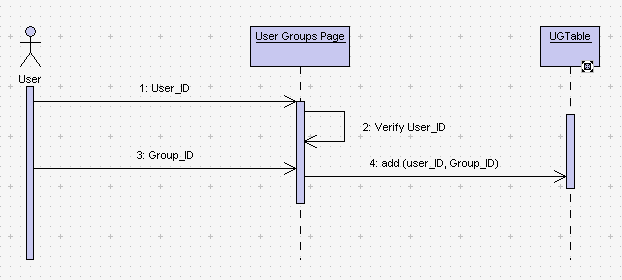 User Groups Page
UGTable
User
1: User_ID
2: Verify User_ID
3: Group_ID
4: add (user_ID, Group_ID)